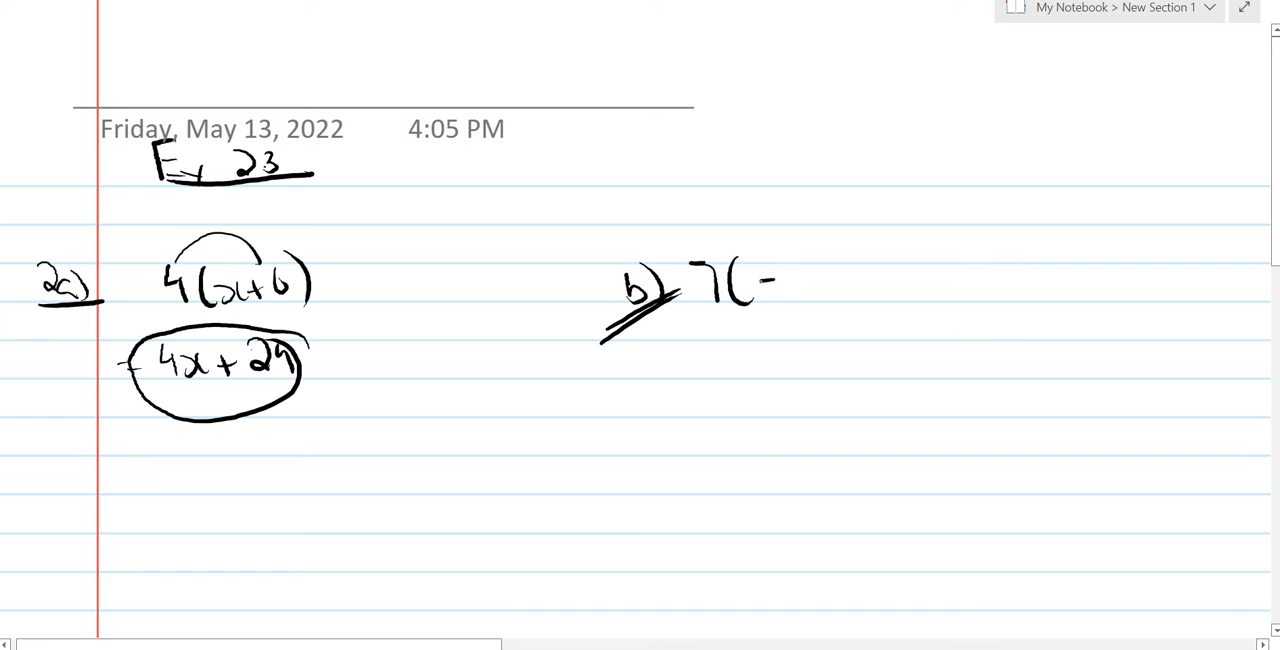 My Notebook > New Section 1
Friday, May 13, 2022 4:05 PM
Ex 23
2a) 4(x+6)
4x + 24
b) 7(-